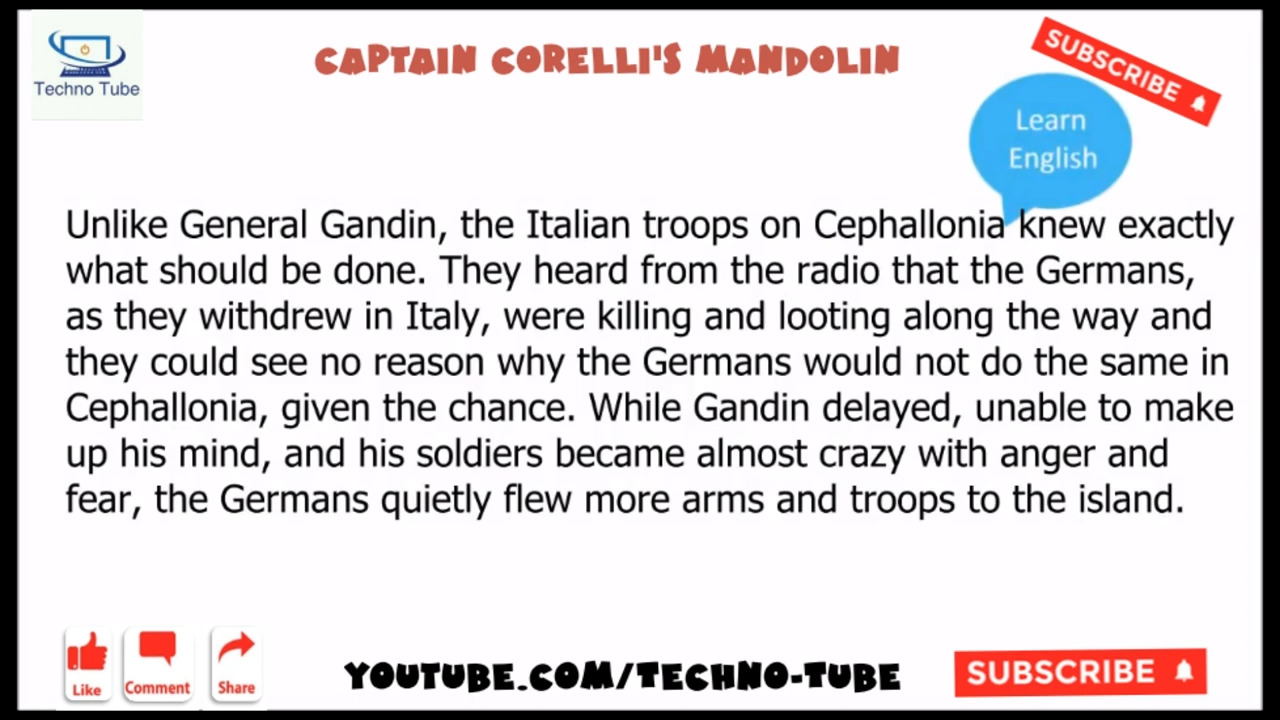 CAPTAIN CORELLI'S MANDOLIN
SUBSCRIBE
Techno Tube
Learn
English
Unlike General Gandin, the Italian troops on Cephallonia knew exactly
what should be done. They heard from the radio that the Germans,
as they withdrew in Italy, were killing and looting along the way and
they could see no reason why the Germans would not do the same in
Cephallonia, given the chance. While Gandin delayed, unable to make
up his mind, and his soldiers became almost crazy with anger and
fear, the Germans quietly flew more arms and troops to the island.
Like
Comment
Share
YOUTUBE.COM/TECHNO-TUBE
SUBSCRIBE